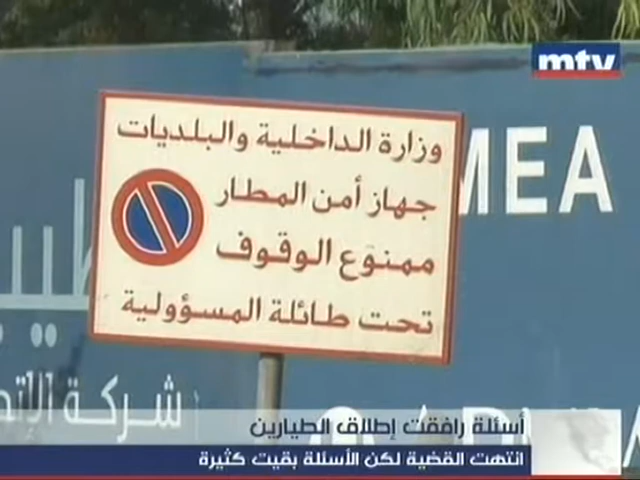 mtv
وزارة الداخلية والبلديات
جهاز أمن المطار
ممنوع الوقوف
تحت طائلة المسؤولية
MEA
شركة
أسئلة رافقت إطلاق الطيارين
انتهت القضية لكن الأسئلة بقيت كثيرة